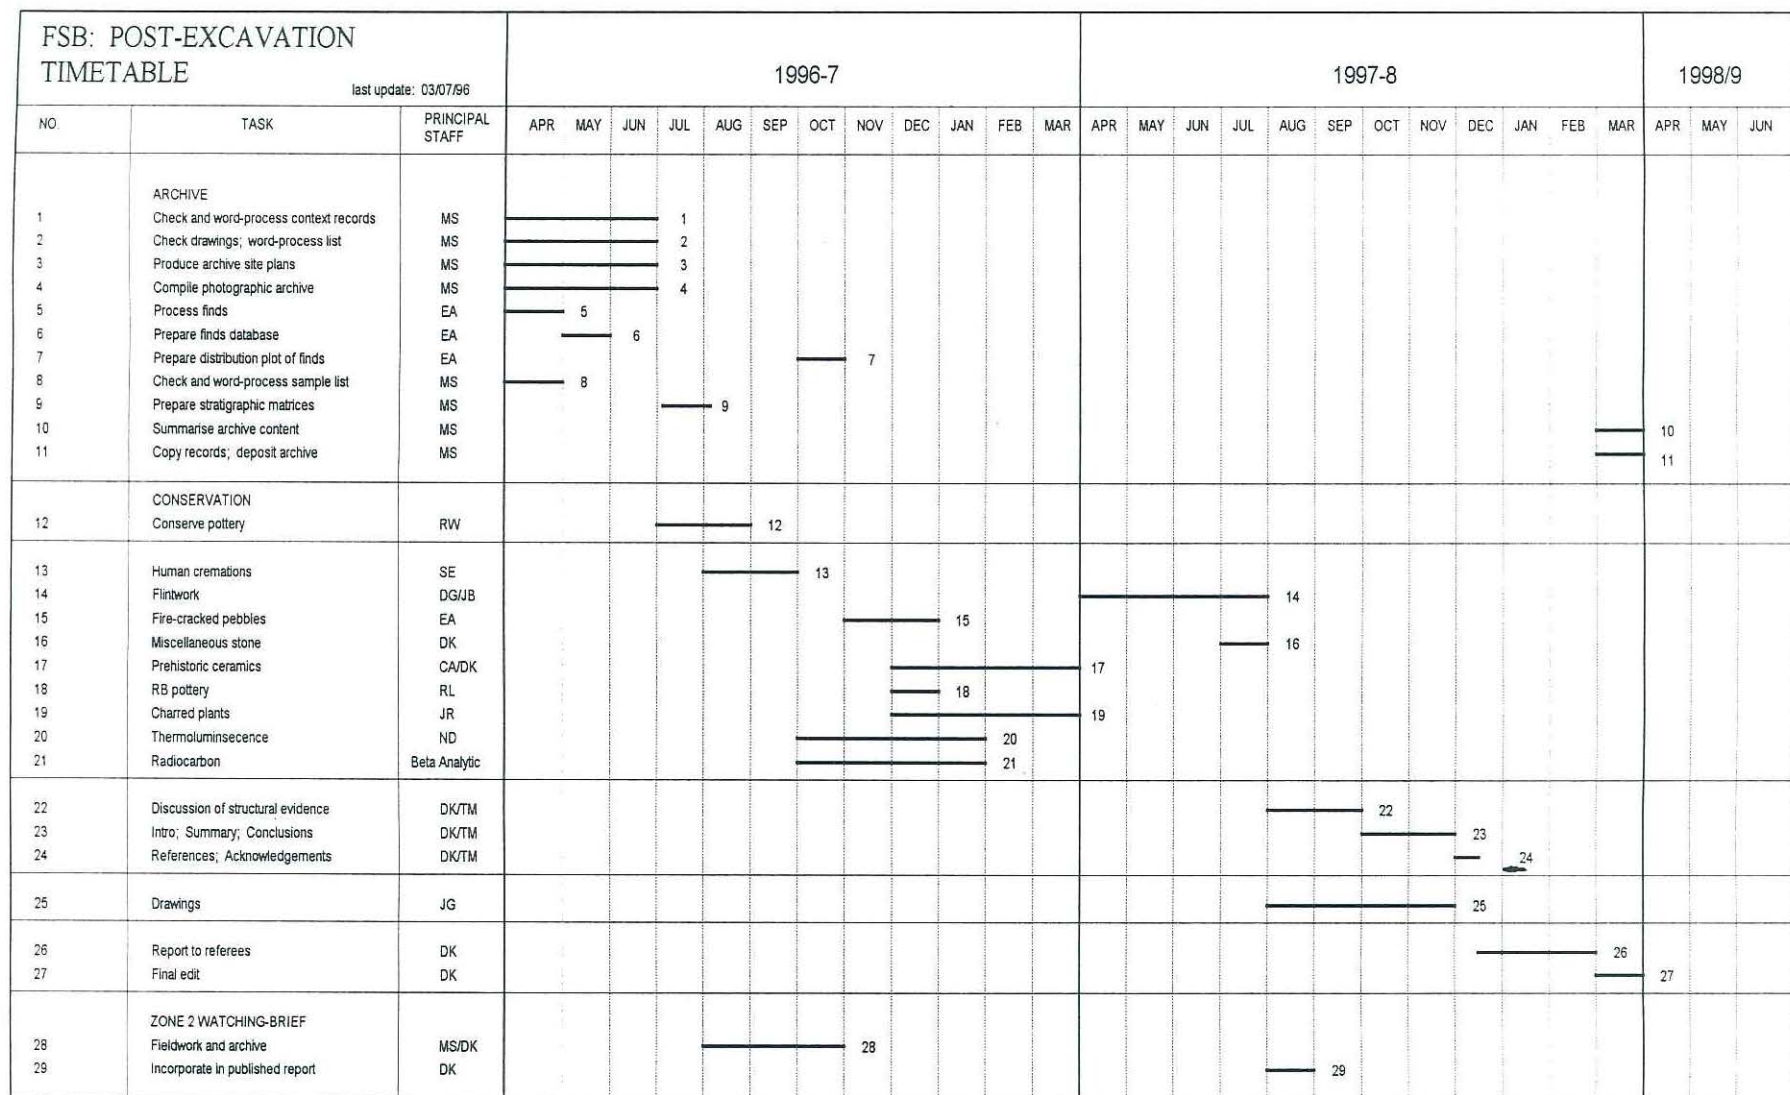 FSB: POST-EXCAVATION
TIMETABLE
last update: 03/07/96
1996-7
1997-8
1998/9
NO. TASK PRINCIPAL STAFF APR MAY JUN JUL AUG SEP OCT NOV DEC JAN FEB MAR APR MAY JUN JUL AUG SEP OCT NOV DEC JAN FEB MAR APR MAY JUN
ARCHIVE
1 Check and word-process context records MS 1
2 Check drawings; word-process list MS 2
3 Produce archive site plans MS 3
4 Compile photographic archive MS 4
5 Process finds EA 5
6 Prepare finds database EA 6
7 Prepare distribution plot of finds EA 7
8 Check and word-process sample list MS 8
9 Prepare stratigraphic matrices MS 9
10 Summarise archive content MS 10
11 Copy records; deposit archive MS 11
CONSERVATION
12 Conserve pottery RW 12
13 Human cremations SE 13
14 Flintwork DG/JB 14
15 Fire-cracked pebbles EA 15
16 Miscellaneous stone DK 16
17 Prehistoric ceramics CA/DK 17
18 RB pottery RL 18
19 Charred plants JR 19
20 Thermoluminsecence ND 20
21 Radiocarbon Beta Analytic 21
22 Discussion of structural evidence DK/TM 22
23 Intro; Summary; Conclusions DK/TM 23
24 References; Acknowledgements DK/TM 24
25 Drawings JG 25
26 Report to referees DK 26
27 Final edit DK 27
ZONE 2 WATCHING-BRIEF
28 Fieldwork and archive MS/DK 28
29 Incorporate in published report DK 29